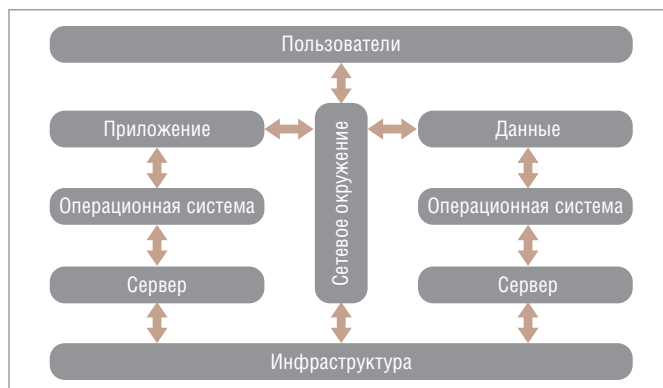 Пользователи
Приложение
Сетевое окружение
Данные
Операционная система
Операционная система
Сервер
Сервер
Инфраструктура